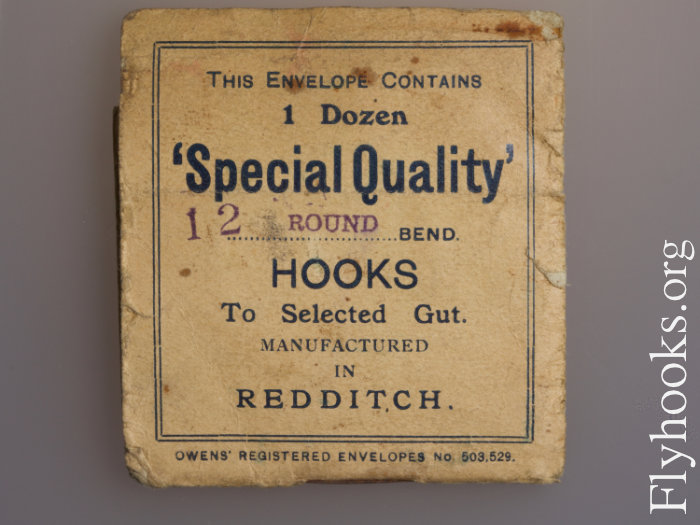 THIS ENVELOPE CONTAINS
1 Dozen
'Special Quality'
12 ROUND BEND.
HOOKS
To Selected Gut.
MANUFACTURED
IN
REDDITCH.
OWENS' REGISTERED ENVELOPES No 503,529.
Flyhooks.org